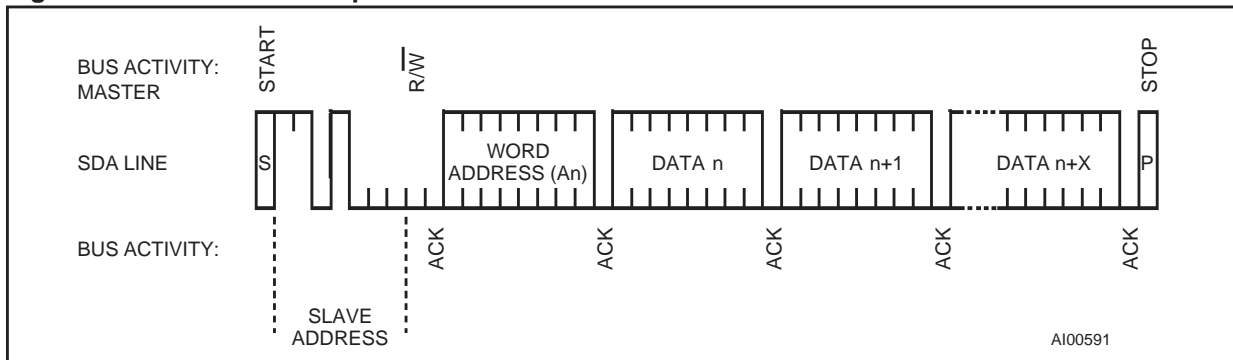 BUS ACTIVITY:
MASTER
START
R/W
STOP
SDA LINE
S
WORD
ADDRESS (An)
DATA n
DATA n+1
DATA n+X
P
BUS ACTIVITY:
ACK
ACK
ACK
ACK
ACK
SLAVE
ADDRESS
AI00591